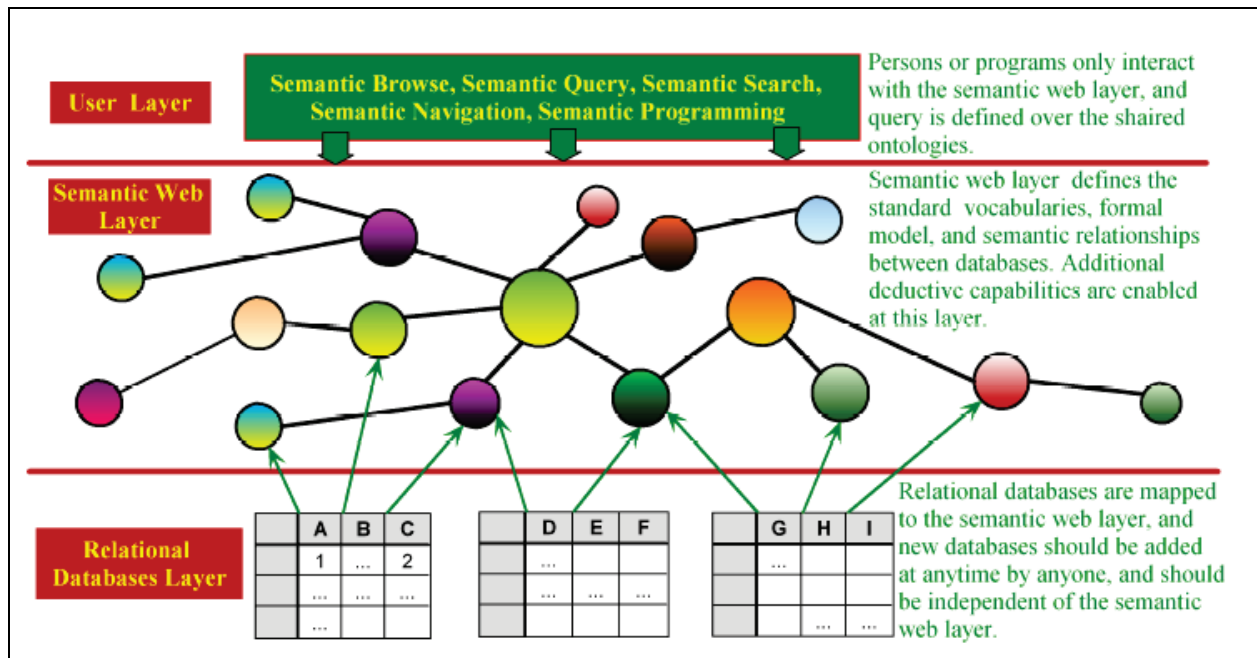 User Layer
Semantic Browse, Semantic Query, Semantic Search,
Semantic Navigation, Semantic Programming
Persons or programs only interact
with the semantic web layer, and
query is defined over the shaired
ontologies.
Semantic Web
Layer
Semantic web layer defines the
standard vocabularies, formal
model, and semantic relationships
between databases. Additional
deductive capabilities are enabled
at this layer.
Relational
Databases Layer
A B C
1 ... 2
... ... ...
...
D E F
...
... ... ...
G H I
...
... ...
Relational databases are mapped
to the semantic web layer, and
new databases should be added
at anytime by anyone, and should
be independent of the semantic
web layer.